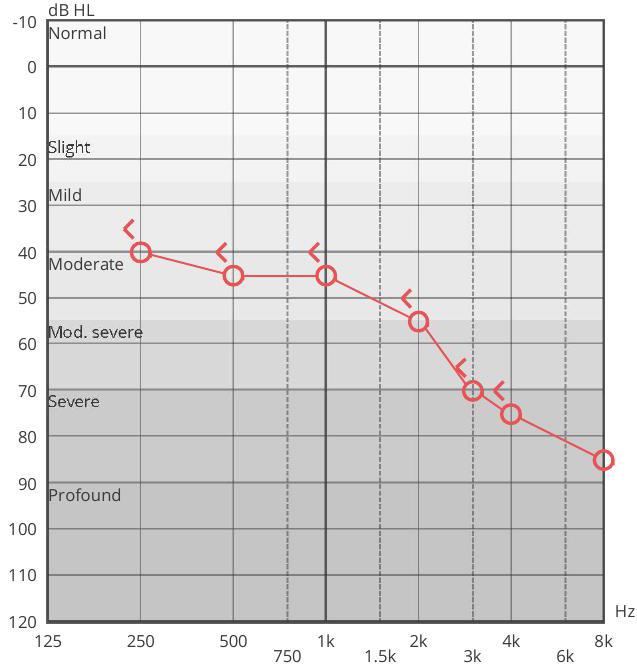 dB HL
-10
Normal
0
10
Slight
20
Mild
30
40
Moderate
50
Mod. severe
60
70
Severe
80
90
Profound
100
110
120
Hz
125 250 500 1k 2k 4k 8k
750 1.5k 3k 6k